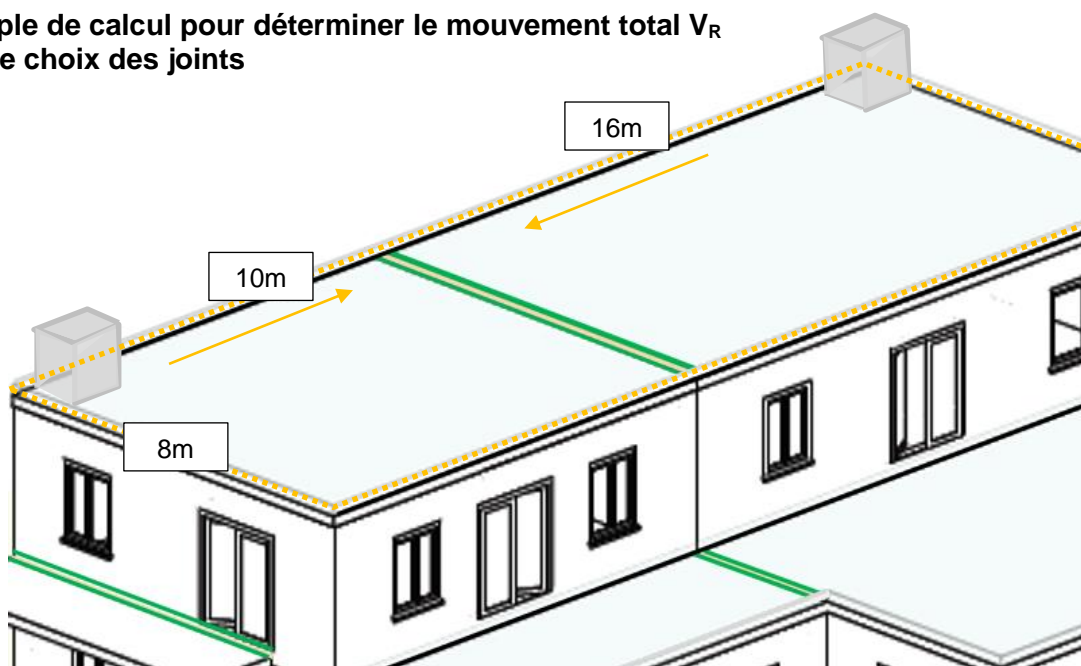 ple de calcul pour déterminer le mouvement total VR
e choix des joints
16m
10m
8m